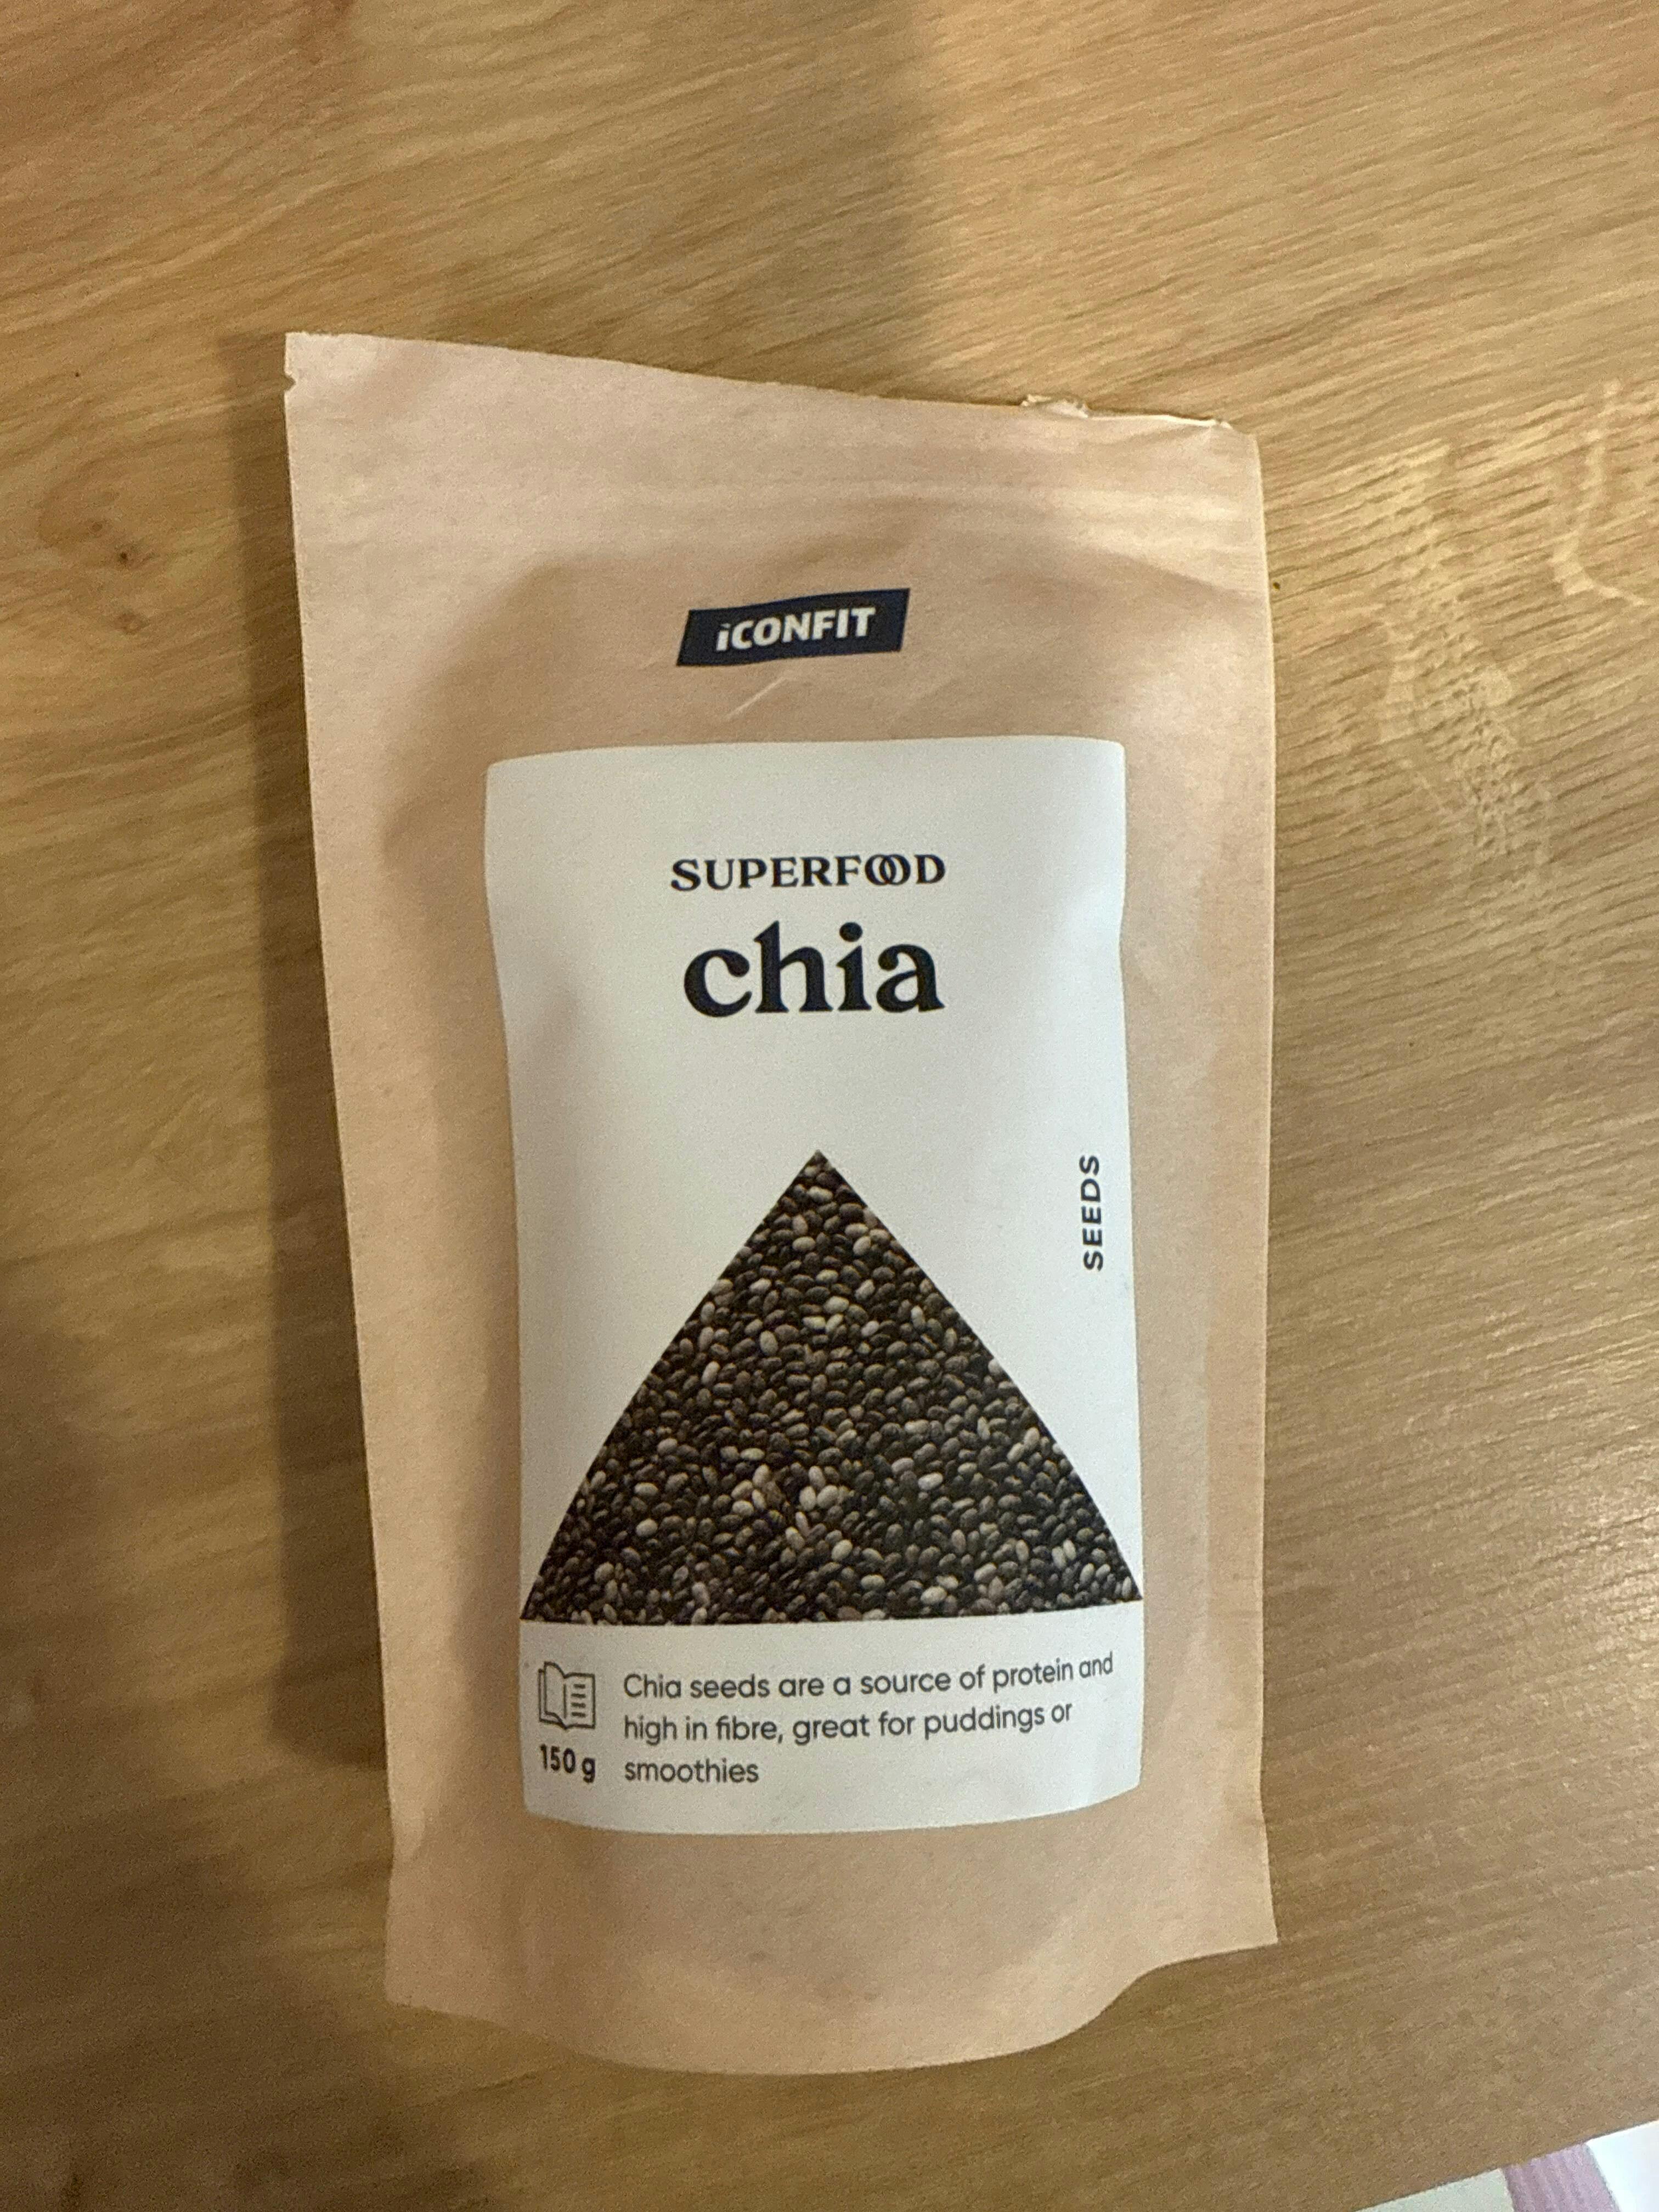 iCONFIT
SUPERFOOD
chia
SEEDS
Chia seeds are a source of protein and
high in fibre, great for puddings or
smoothies
150 g